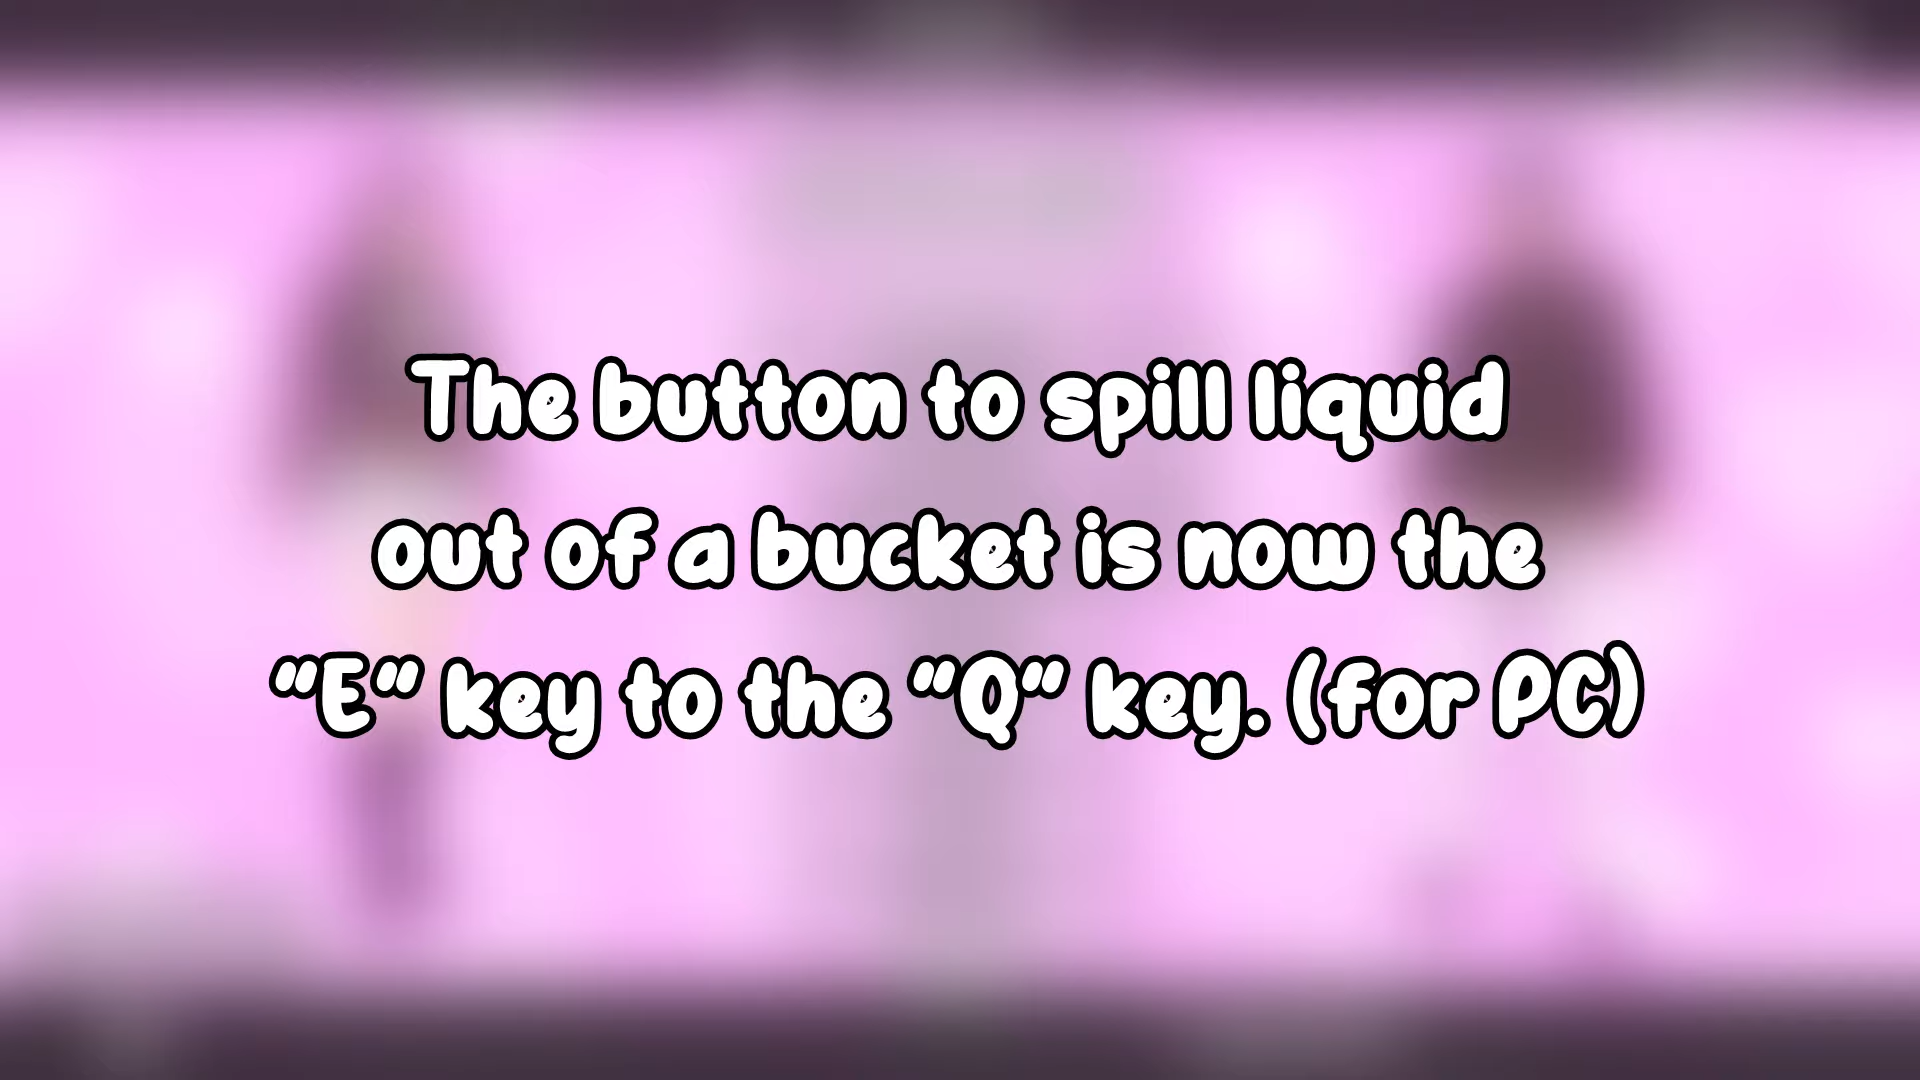 The button to spill liquid
out of a bucket is now the
"E" key to the "Q" key. (for PC)